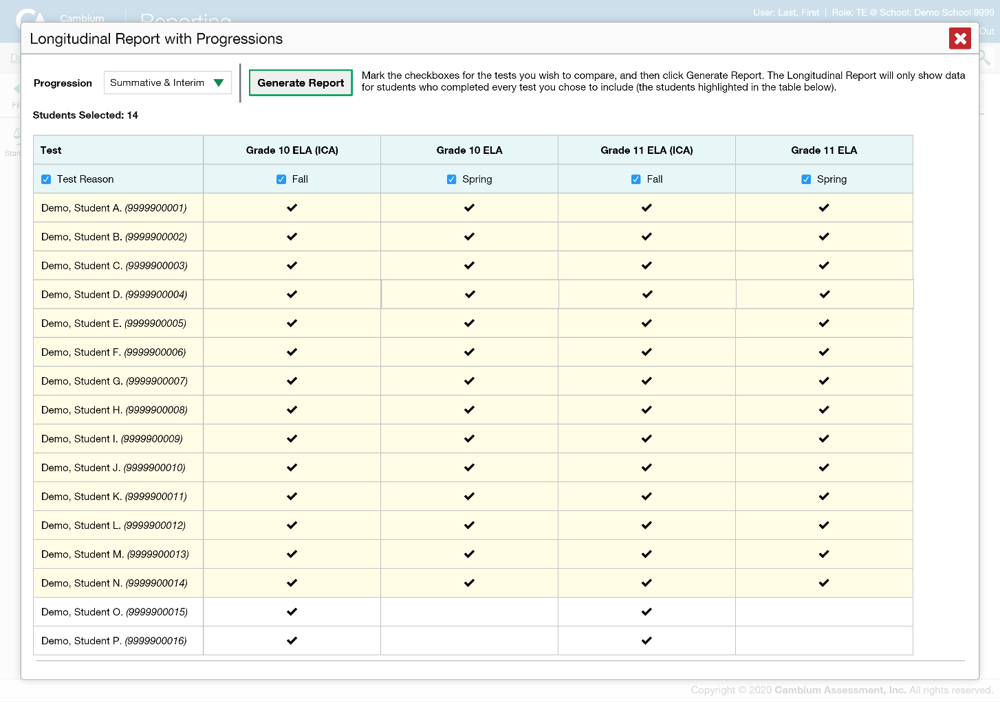 Cambium
Reporting
User: Last, First | Role: TE @ School: Demo School 9999
Out
Longitudinal Report with Progressions
Progression
Summative & Interim
Generate Report
Mark the checkboxes for the tests you wish to compare, and then click Generate Report. The Longitudinal Report will only show data
for students who completed every test you chose to include (the students highlighted in the table below).
Students Selected: 14
Test Grade 10 ELA (ICA) Grade 10 ELA Grade 11 ELA (ICA) Grade 11 ELA
Test Reason Fall Spring Fall Spring
Demo, Student A. (9999900001)
Demo, Student B. (9999900002)
Demo, Student C. (9999900003)
Demo, Student D. (9999900004)
Demo, Student E. (9999900005)
Demo, Student F. (9999900006)
Demo, Student G. (9999900007)
Demo, Student H. (9999900008)
Demo, Student I. (9999900009)
Demo, Student J. (9999900010)
Demo, Student K. (9999900011)
Demo, Student L. (9999900012)
Demo, Student M. (9999900013)
Demo, Student N. (9999900014)
Demo, Student O. (9999900015)
Demo, Student P. (9999900016)
Copyright © 2020 Cambium Assessment, Inc. All rights reserved.